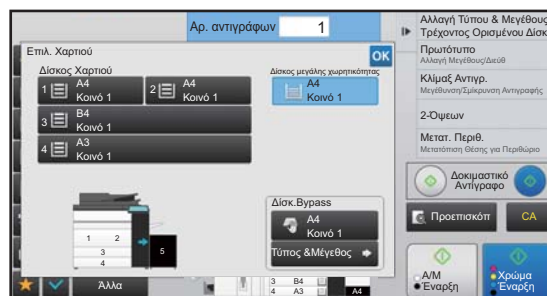 Αρ. αντιγράφων 1
Επιλ. Χαρτιού
OK
Δίσκος Χαρτιού
1 A4
Κοινό 1
2 A4
Κοινό 1
3 B4
Κοινό 1
4 A3
Κοινό 1
Δίσκος μεγάλης χωρητικότητας
A4
Κοινό 1
1 2
3
4
5
Δίσκ.Bypass
A4
Κοινό 1
Τύπος &Μέγεθος
Άλλα
3 B4
4 A3
A4
Αλλαγή Τύπου & Μεγέθους
Τρέχοντος Ορισμένου Δίσκ
Πρωτότυπο
Αλλαγή Μεγέθους/Διεύθ
Κλίμαξ Αντιγρ.
Μεγέθυνση/Σμίκρυνση Αντιγραφής
2-Όψεων
Μετατ. Περιθ.
Μετατόπιση Θέσης για Περιθώριο
Δοκιμαστικό
Αντίγραφο
Προεπισκόπ
CA
Α/Μ
Έναρξη
Χρώμα
Έναρξη